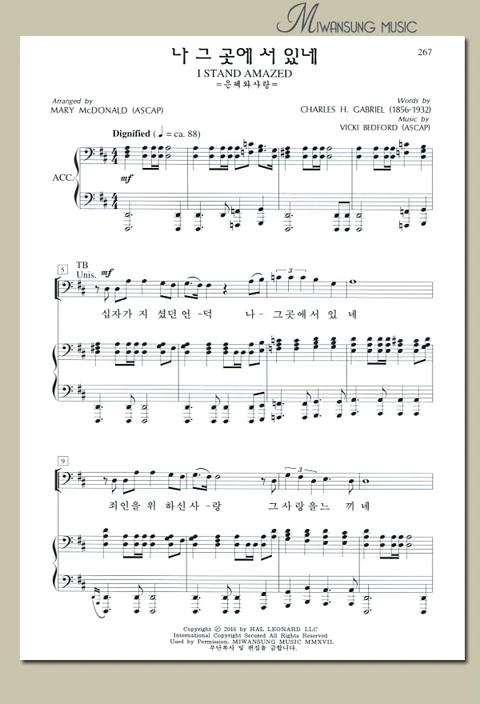 MIWANSUNG MUSIC
나 그 곳에 서 있네
267
I STAND AMAZED
=은혜와사랑=
Arranged by
MARY McDONALD (ASCAP)
Words by
CHARLES H. GABRIEL (1856-1932)
Music by
VICKI BEDFORD (ASCAP)
Dignified (♩ = ca. 88)
ACC.
mf
5
TB
Unis. mf
3
십자가 지 셨던 언 - 덕 나 - 그곳에서 있 네
9
3
죄인을 위 하신사 - 랑 그사랑을느 끼네
Copyright © 2016 by HAL LEONARD LLC
International Copyright Secured All Rights Reserved
Used by Permission. MIWANSUNG MUSIC MMXVII.
무단복사 및 편집을 금합니다.